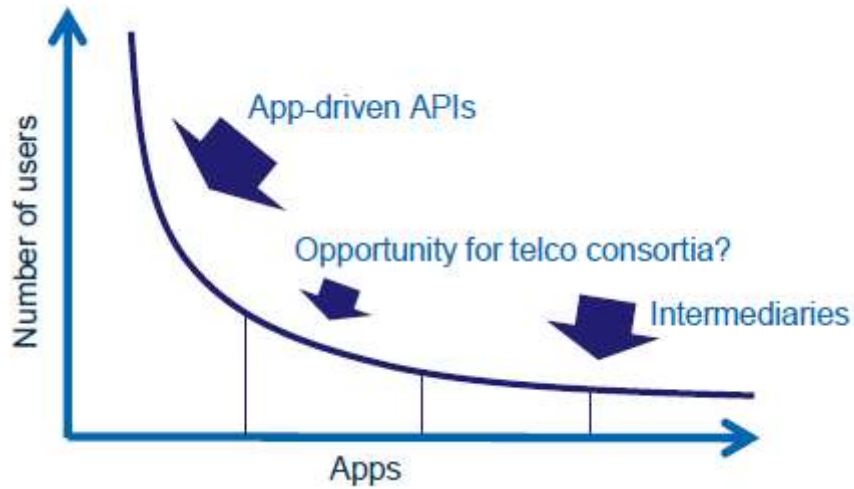 App-driven APIs
Number of users
Opportunity for telco consortia?
Intermediaries
Apps